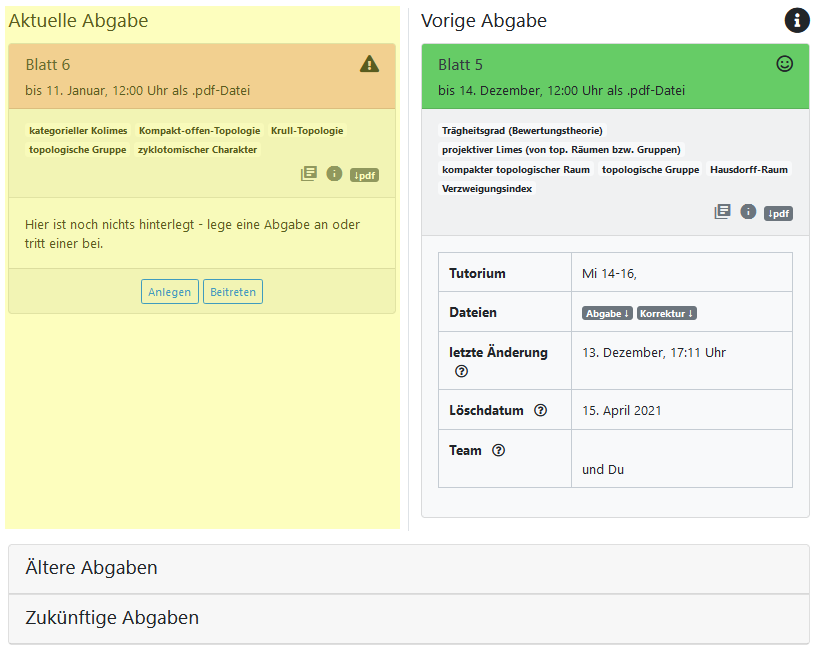 Aktuelle Abgabe
Blatt 6
bis 11. Januar, 12:00 Uhr als .pdf-Datei
kategorieller Kolimes Kompakt-offen-Topologie Krull-Topologie
topologische Gruppe zyklotomischer Charakter
↓pdf
Hier ist noch nichts hinterlegt - lege eine Abgabe an oder
tritt einer bei.
Anlegen Beitreten
Vorige Abgabe
Blatt 5
bis 14. Dezember, 12:00 Uhr als .pdf-Datei
Trägheitsgrad (Bewertungstheorie)
projektiver Limes (von top. Räumen bzw. Gruppen)
kompakter topologischer Raum topologische Gruppe Hausdorff-Raum
Verzweigungsindex
↓pdf
Tutorium Mi 14-16,
Dateien Abgabe ↓ Korrektur ↓
letzte Änderung 13. Dezember, 17:11 Uhr
Löschdatum 15. April 2021
Team
und Du
Ältere Abgaben
Zukünftige Abgaben